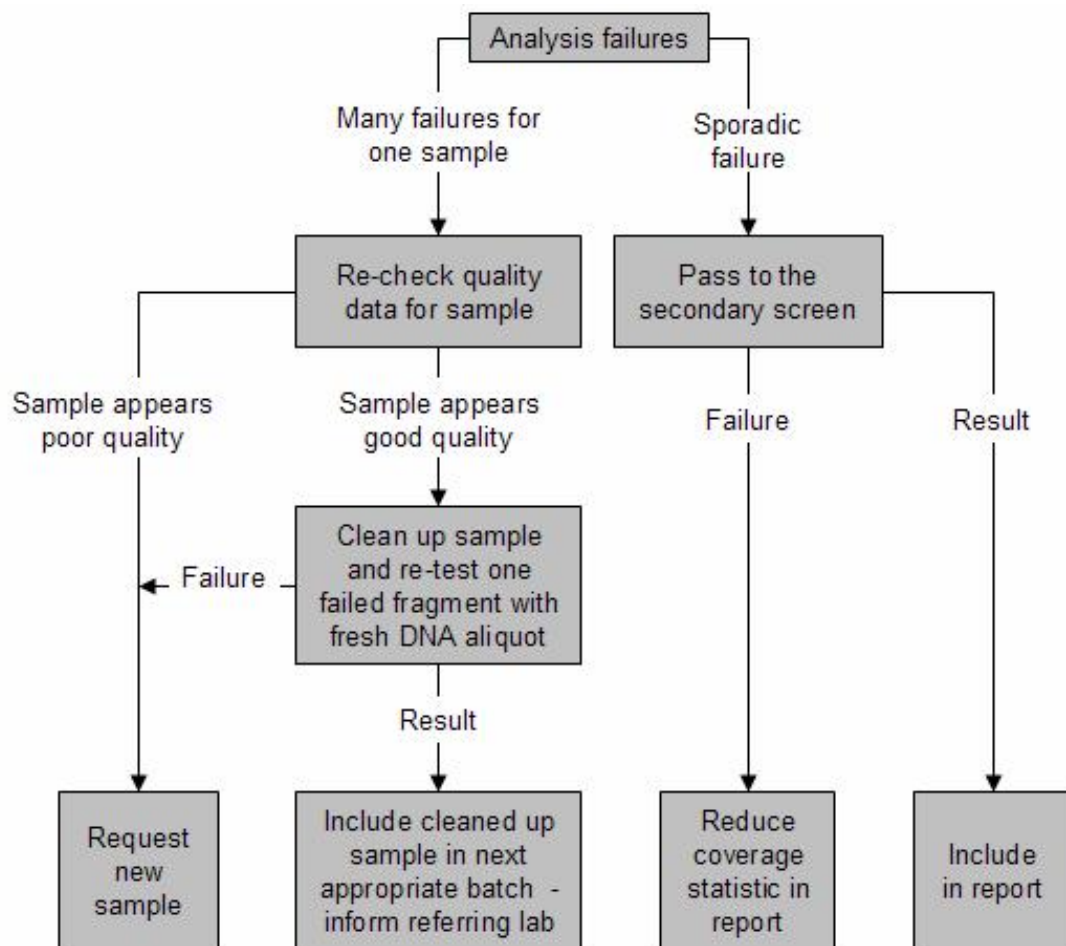 Analysis failures
Many failures for
one sample
Sporadic
failure
Re-check quality
data for sample
Pass to the
secondary screen
Sample appears
poor quality
Sample appears
good quality
Failure
Result
Clean up sample
and re-test one
failed fragment with
fresh DNA aliquot
Failure
Result
Request
new
sample
Include cleaned up
sample in next
appropriate batch -
inform referring lab
Reduce
coverage
statistic in
report
Include
in report